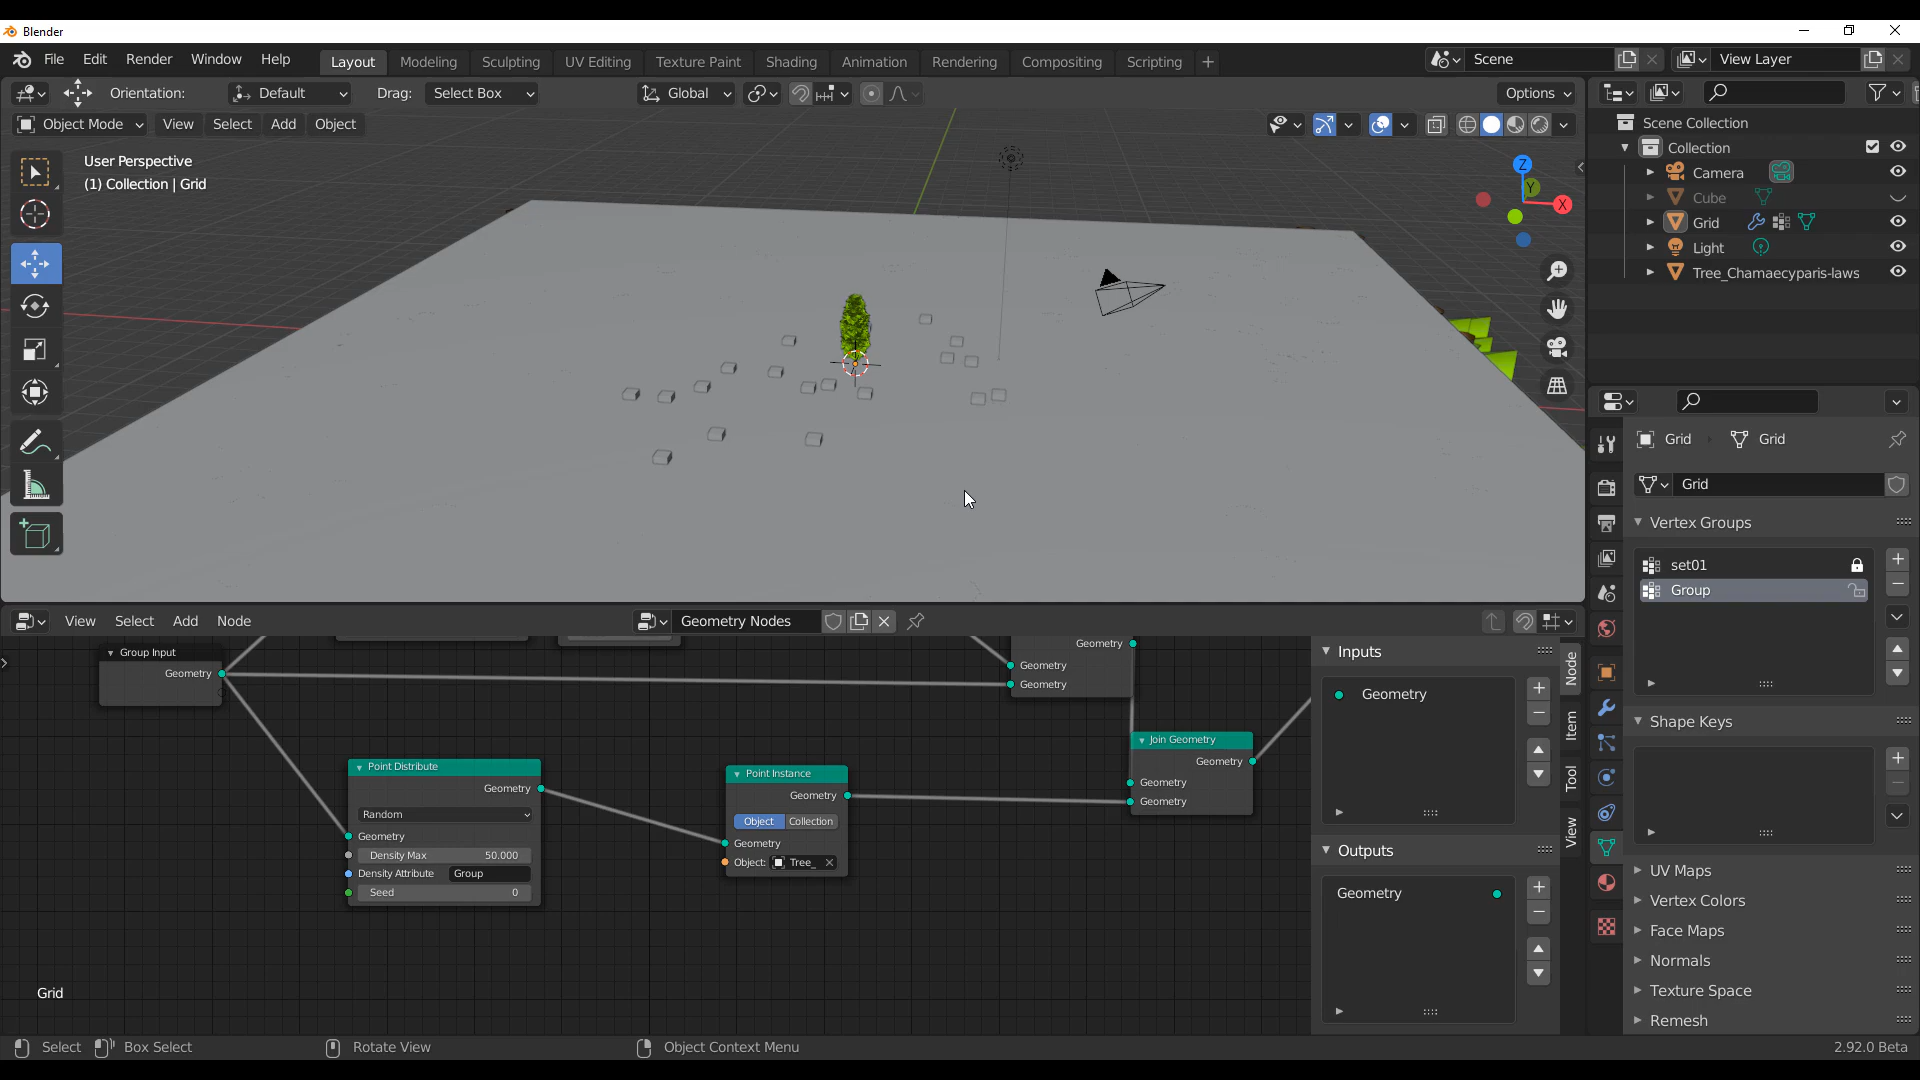 Blender
File Edit Render Window Help Layout Modeling Sculpting UV Editing Texture Paint Shading Animation Rendering Compositing Scripting + Scene View Layer
Orientation: Default Drag: Select Box Global Options
Object Mode View Select Add Object
User Perspective
(1) Collection | Grid
Z
Y
X
Scene Collection
Collection
Camera
Cube
Grid
Light
Tree_Chamaecyparis-laws
Grid Grid
Grid
Vertex Groups
set01
Group
Shape Keys
UV Maps
Vertex Colors
Face Maps
Normals
Texture Space
Remesh
View Select Add Node Geometry Nodes
Group Input
Geometry
Point Distribute
Geometry
Random
Geometry
Density Max 50.000
Density Attribute Group
Seed 0
Point Instance
Geometry
Object Collection
Geometry
Object: Tree_
Geometry
Geometry
Geometry
Join Geometry
Geometry
Geometry
Geometry
Inputs
Geometry
Outputs
Geometry
Node
Item
Tool
View
Grid
Select Box Select Rotate View Object Context Menu 2.92.0 Beta